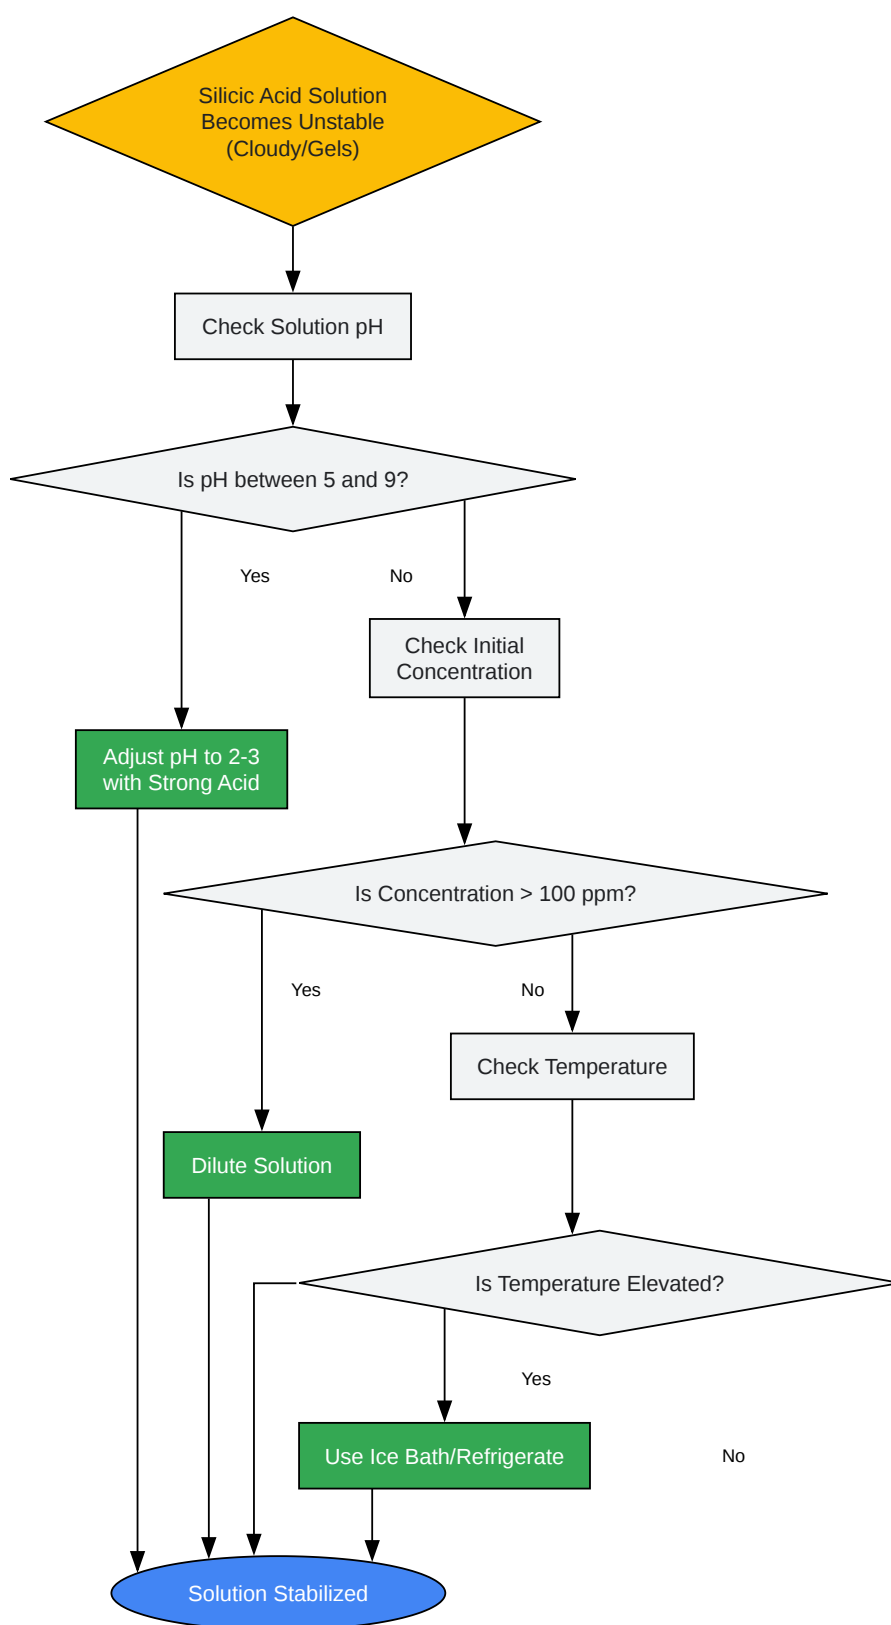 Silicic Acid Solution
Becomes Unstable
(Cloudy/Gels)
Check Solution pH
Is pH between 5 and 9?
Yes
No
Check Initial
Concentration
Adjust pH to 2-3
with Strong Acid
Is Concentration > 100 ppm?
Yes
No
Check Temperature
Dilute Solution
Is Temperature Elevated?
Yes
Use Ice Bath/Refrigerate
No
Solution Stabilized